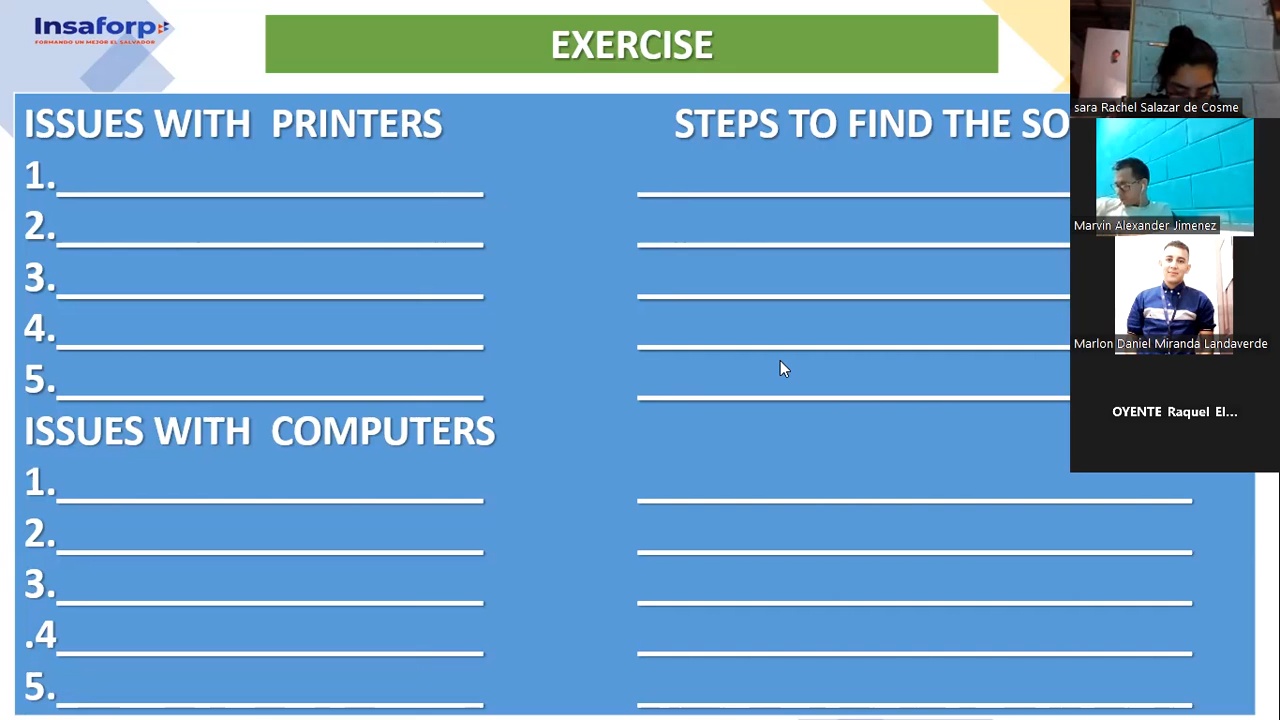 Insaforp
FORMANDO UN MEJOR EL SALVADOR
EXERCISE
ISSUES WITH PRINTERS STEPS TO FIND THE SO
1.
2.
3.
4.
5.
ISSUES WITH COMPUTERS
1.
2.
3.
.4
5.
sara Rachel Salazar de Cosme
Marvin Alexander Jimenez
Marlon Daniel Miranda Landaverde
OYENTE Raquel El...